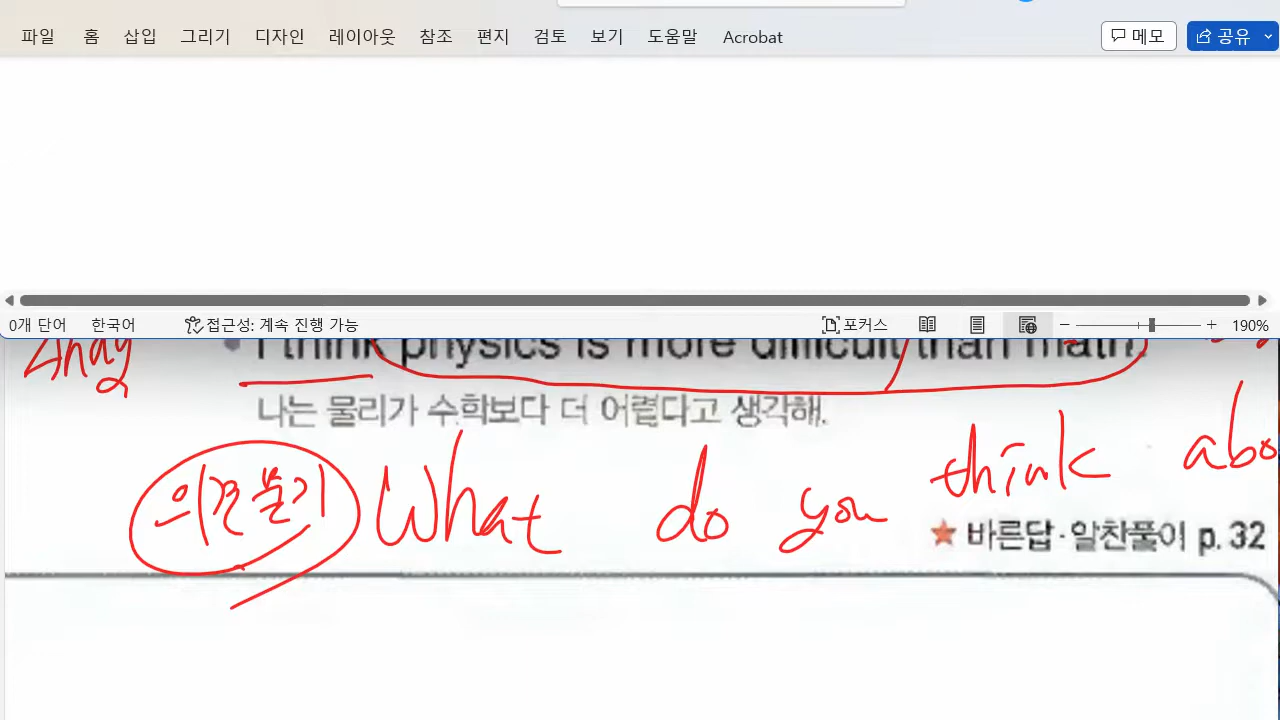 파일 홈 삽입 그리기 디자인 레이아웃 참조 편지 검토 보기 도움말 Acrobat 메모 공유
0개 단어 한국어 접근성: 계속 진행 가능 포커스 190%
I think physics is more difficult than math.
나는 물리가 수학보다 더 어렵다고 생각해.
의견묻기 What do you think abo
★ 바른답·알찬풀이 p. 32